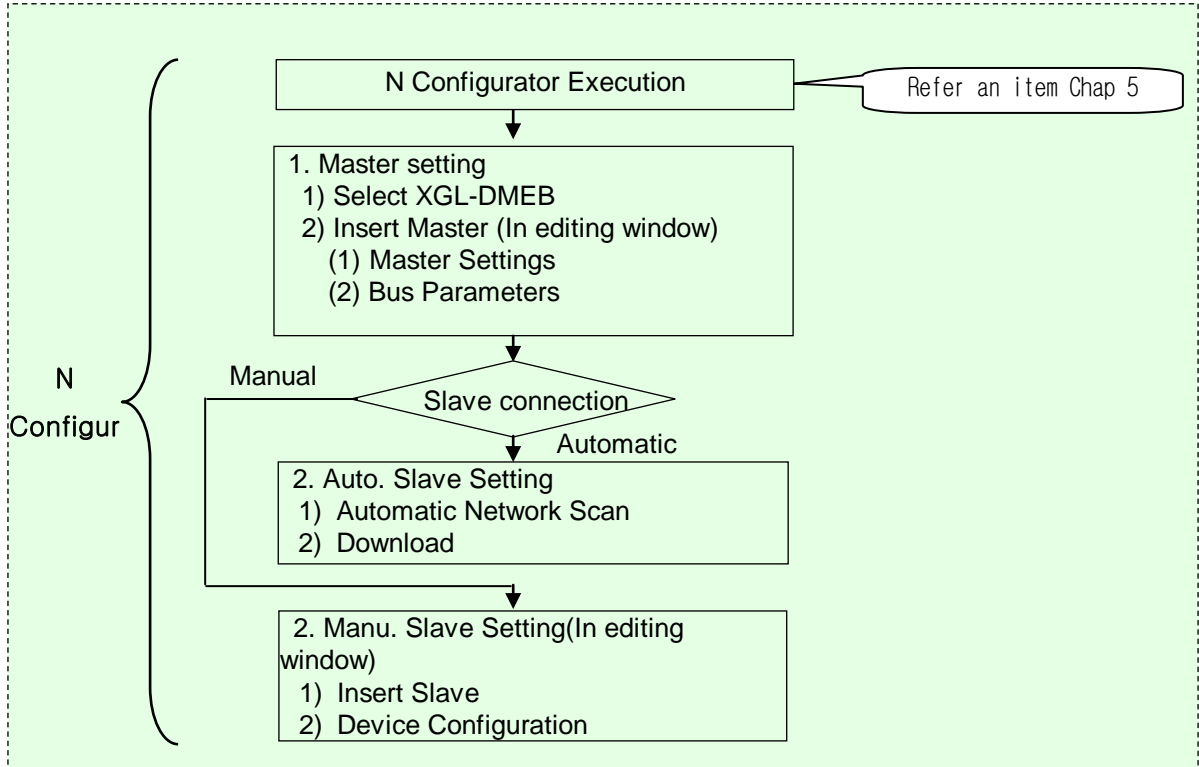 N Configurator Execution
Refer an item Chap 5
1. Master setting
1) Select XGL-DMEB
2) Insert Master (In editing window)
(1) Master Settings
(2) Bus Parameters
Manual
Slave connection
N
Configur
Automatic
2. Auto. Slave Setting
1) Automatic Network Scan
2) Download
2. Manu. Slave Setting(In editing
window)
1) Insert Slave
2) Device Configuration